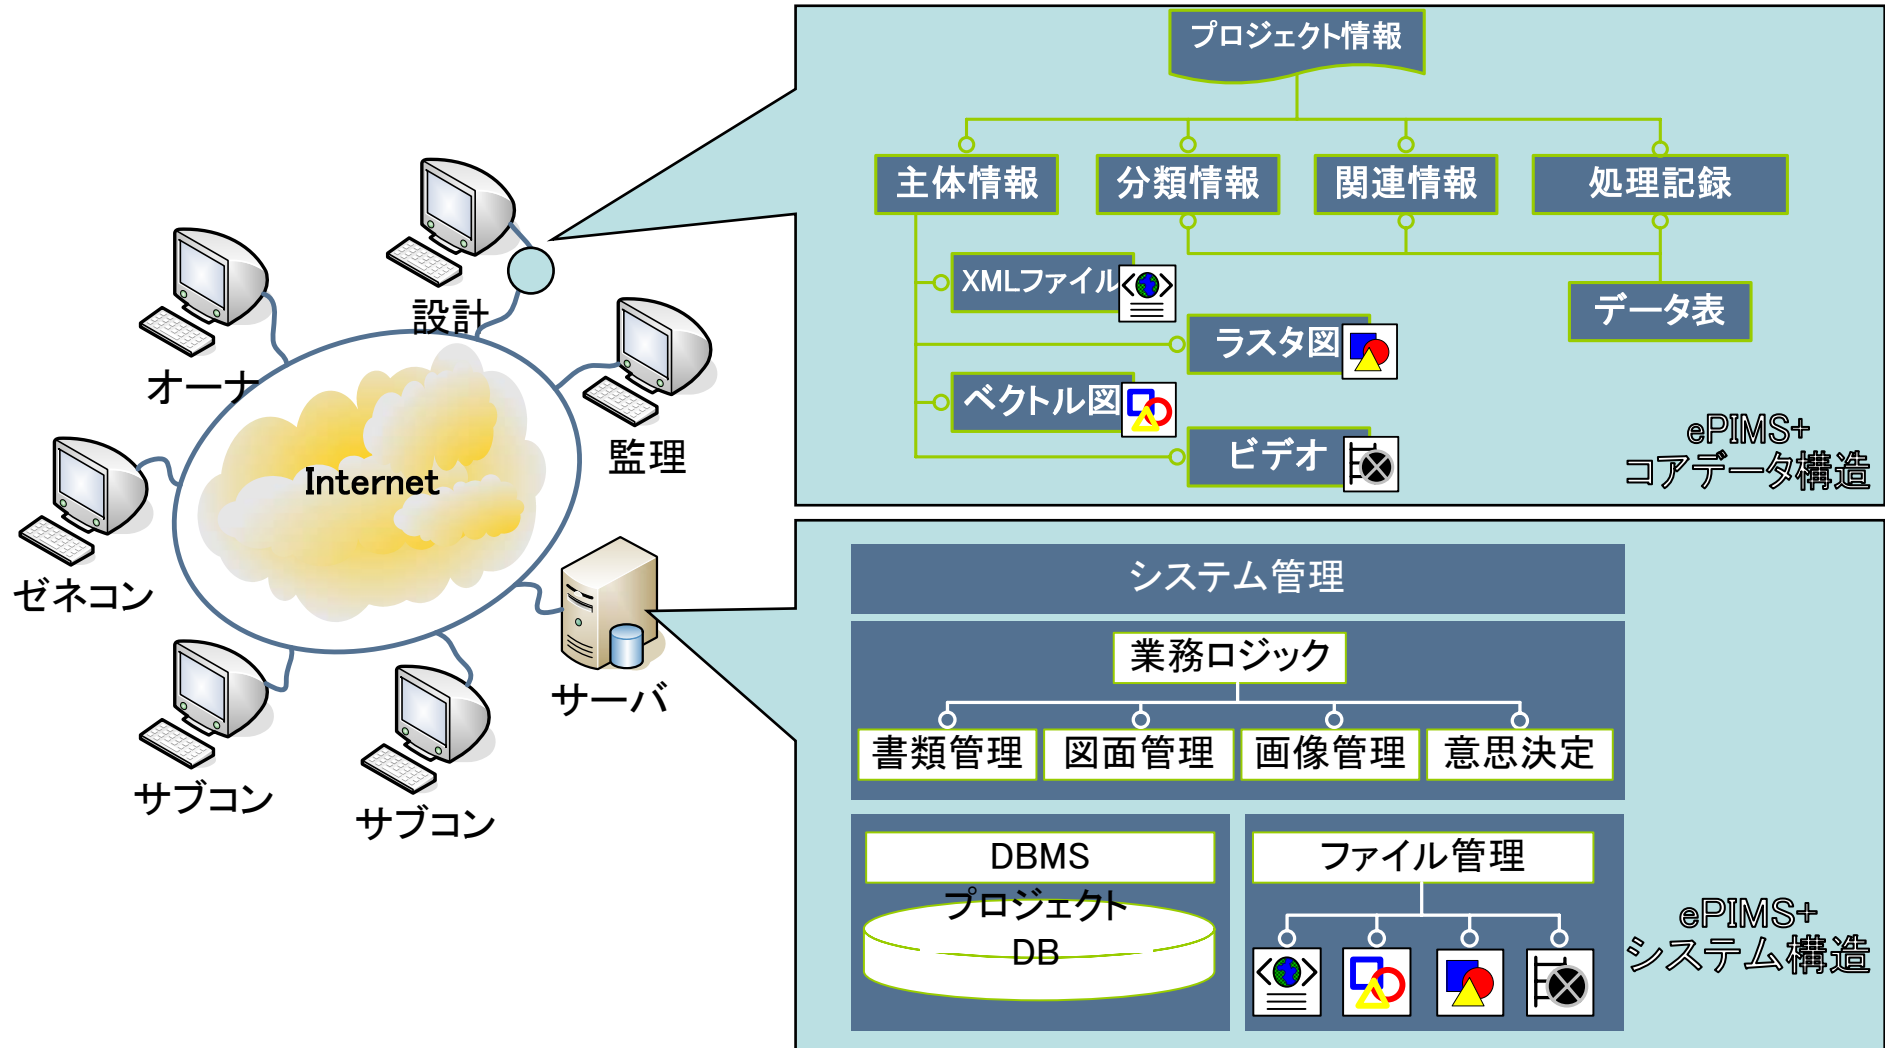 プロジェクト情報
主体情報
分類情報
関連情報
処理記録
XMLファイル
データ表
ラスタ図
ベクトル図
ビデオ
ePIMS+
コアデータ構造
設計
オーナ
監理
Internet
ゼネコン
サーバ
サブコン
サブコン
システム管理
業務ロジック
書類管理
図面管理
画像管理
意思決定
DBMS
プロジェクト
DB
ファイル管理
ePIMS+
システム構造